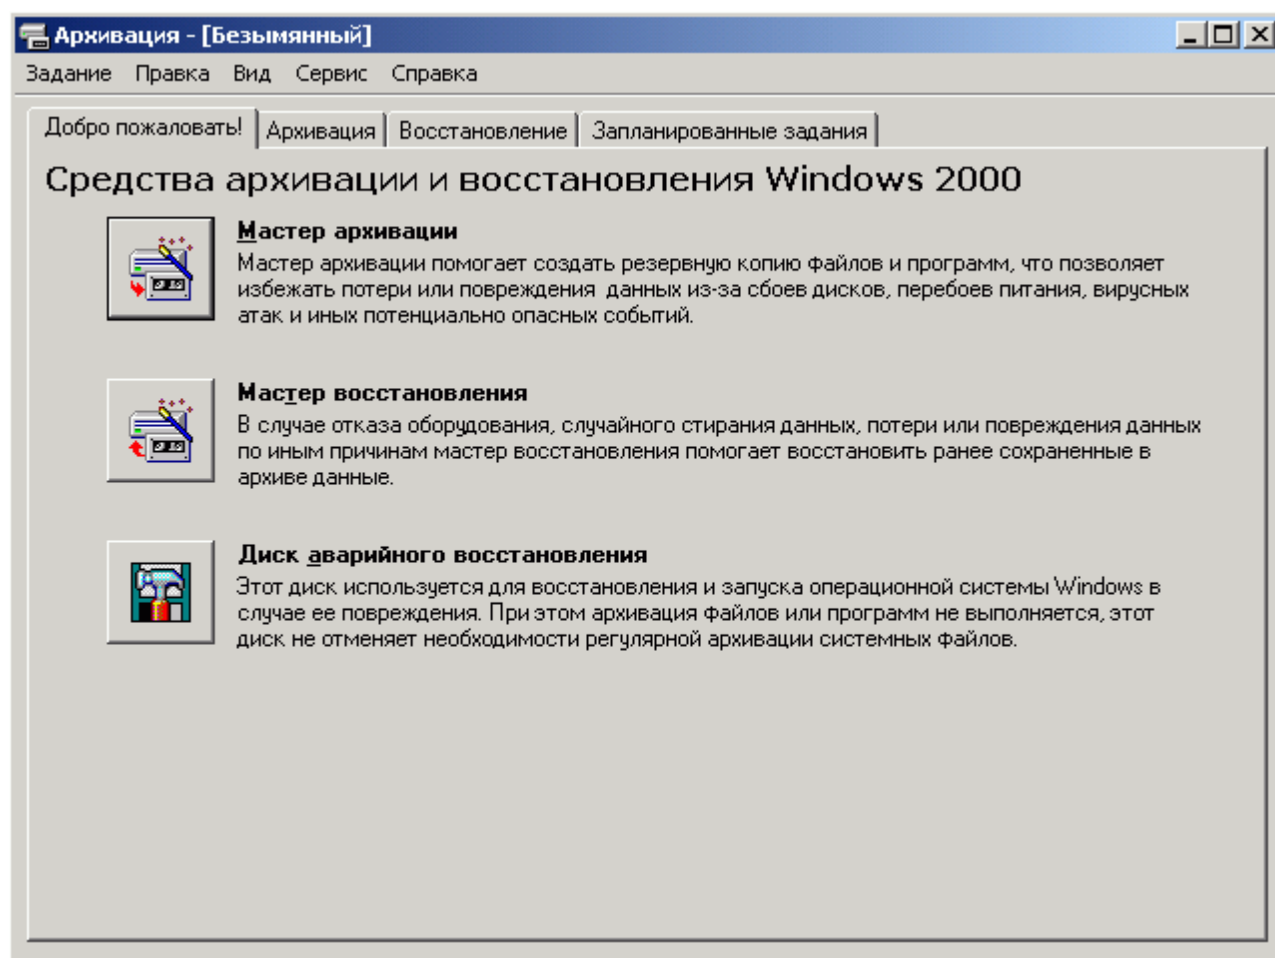 Архивация - [Безымянный]
Задание Правка Вид Сервис Справка
Добро пожаловать! Архивация Восстановление Запланированные задания
Средства архивации и восстановления Windows 2000
Мастер архивации
Мастер архивации помогает создать резервную копию файлов и программ, что позволяет
избежать потери или повреждения данных из-за сбоев дисков, перебоев питания, вирусных
атак и иных потенциально опасных событий.
Мастер восстановления
В случае отказа оборудования, случайного стирания данных, потери или повреждения данных
по иным причинам мастер восстановления помогает восстановить ранее сохраненные в
архиве данные.
Диск аварийного восстановления
Этот диск используется для восстановления и запуска операционной системы Windows в
случае ее повреждения. При этом архивация файлов или программ не выполняется, этот
диск не отменяет необходимости регулярной архивации системных файлов.